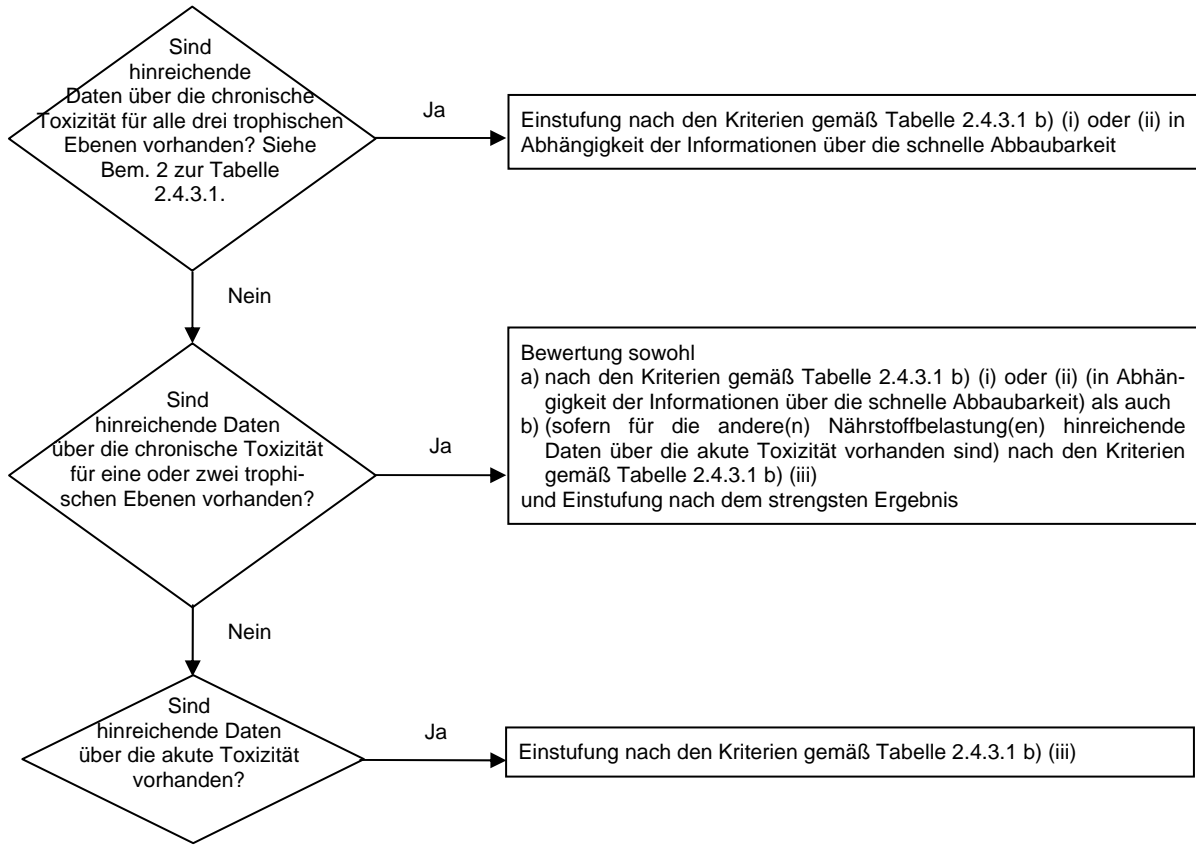 Sind
hinreichende
Daten über die chronische
Toxizität für alle drei trophischen
Ebenen vorhanden? Siehe
Bem. 2 zur Tabelle
2.4.3.1.
Ja
Einstufung nach den Kriterien gemäß Tabelle 2.4.3.1 b) (i) oder (ii) in
Abhängigkeit der Informationen über die schnelle Abbaubarkeit
Nein
Sind
hinreichende Daten
über die chronische Toxizität
für eine oder zwei trophi-
schen Ebenen vorhanden?
Ja
Bewertung sowohl
a) nach den Kriterien gemäß Tabelle 2.4.3.1 b) (i) oder (ii) (in Abhän-
gigkeit der Informationen über die schnelle Abbaubarkeit) als auch
b) (sofern für die andere(n) Nährstoffbelastung(en) hinreichende
Daten über die akute Toxizität vorhanden sind) nach den Kriterien
gemäß Tabelle 2.4.3.1 b) (iii)
und Einstufung nach dem strengsten Ergebnis
Nein
Sind
hinreichende Daten
über die akute Toxizität
vorhanden?
Ja
Einstufung nach den Kriterien gemäß Tabelle 2.4.3.1 b) (iii)